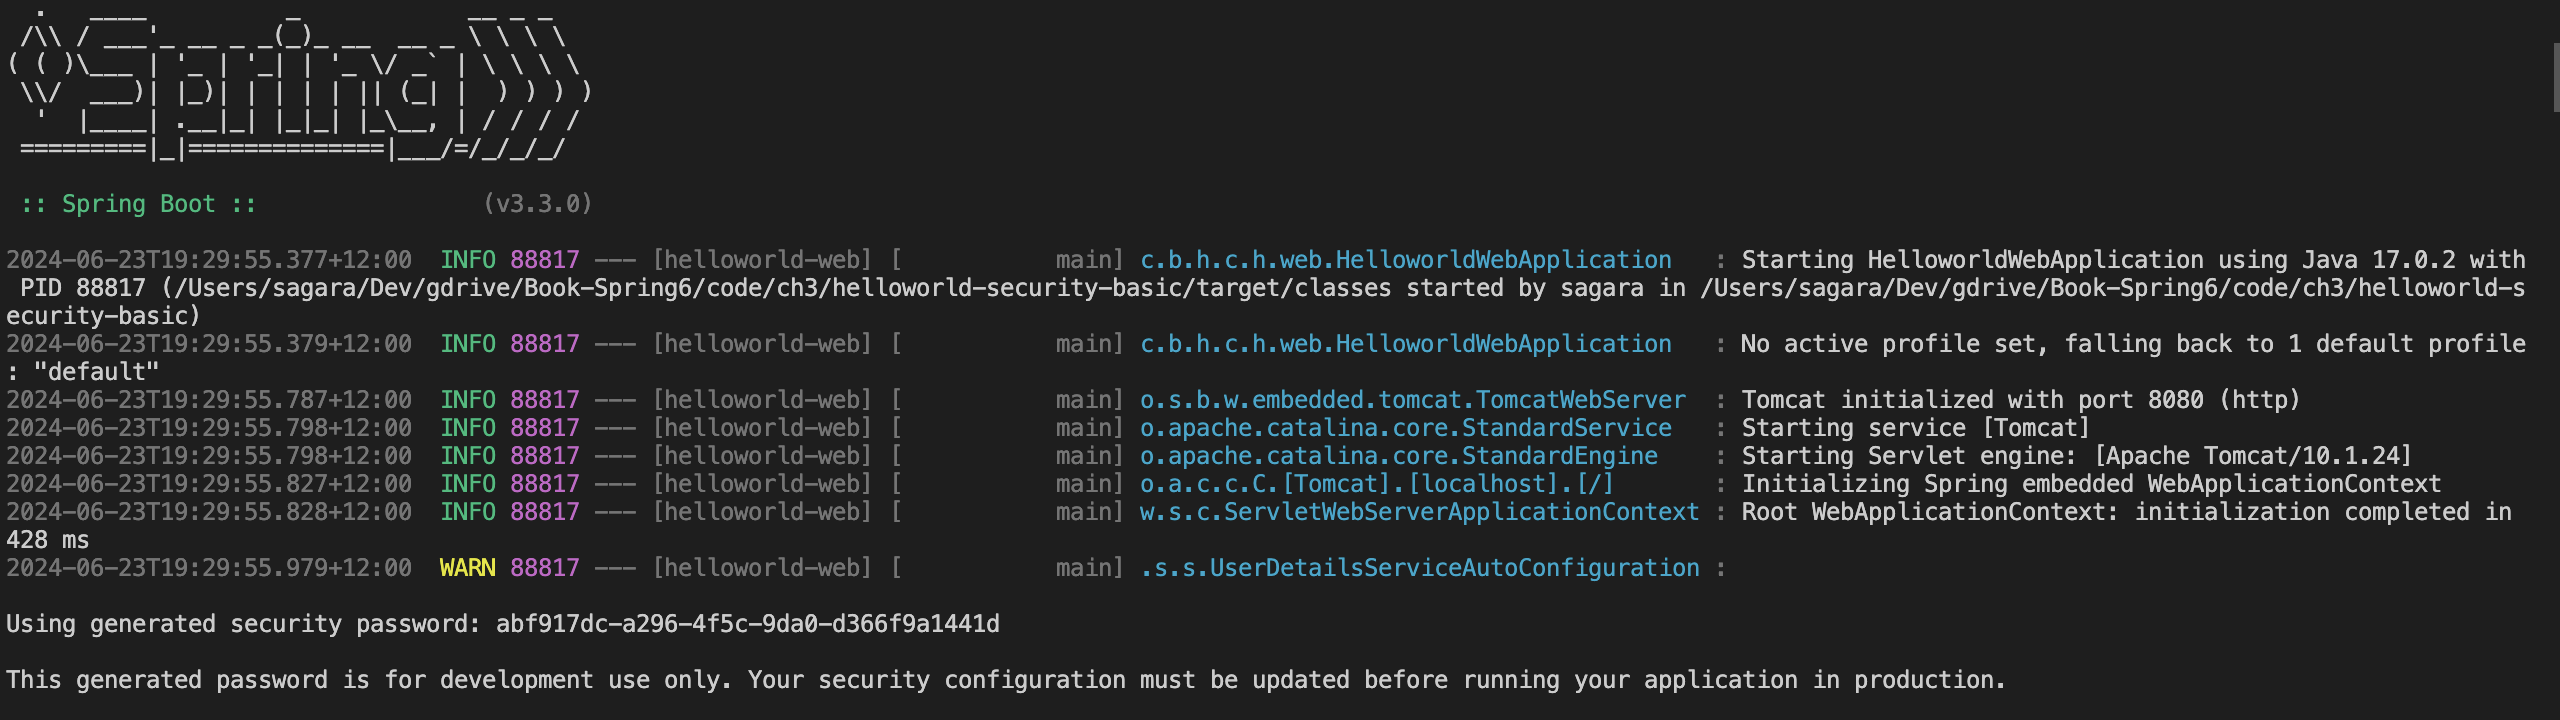 .   ____          _            __ _ _
 /\\ / ___'_ __ _ _(_)_ __  __ _ \ \ \ \
( ( )\___ | '_ | '_| | '_ \/ _` | \ \ \ \
 \\/  ___)| |_)| | | | | || (_| |  ) ) ) )
  '  |____| .__|_| |_|_| |_\__, | / / / /
 =========|_|==============|___/=/_/_/_/

 :: Spring Boot ::                (v3.3.0)

2024-06-23T19:29:55.377+12:00  INFO 88817 --- [helloworld-web] [           main] c.b.h.c.h.web.HelloworldWebApplication   : Starting HelloworldWebApplication using Java 17.0.2 with
 PID 88817 (/Users/sagara/Dev/gdrive/Book-Spring6/code/ch3/helloworld-security-basic/target/classes started by sagara in /Users/sagara/Dev/gdrive/Book-Spring6/code/ch3/helloworld-s
ecurity-basic)
2024-06-23T19:29:55.379+12:00  INFO 88817 --- [helloworld-web] [           main] c.b.h.c.h.web.HelloworldWebApplication   : No active profile set, falling back to 1 default profile
: "default"
2024-06-23T19:29:55.787+12:00  INFO 88817 --- [helloworld-web] [           main] o.s.b.w.embedded.tomcat.TomcatWebServer  : Tomcat initialized with port 8080 (http)
2024-06-23T19:29:55.798+12:00  INFO 88817 --- [helloworld-web] [           main] o.apache.catalina.core.StandardService   : Starting service [Tomcat]
2024-06-23T19:29:55.798+12:00  INFO 88817 --- [helloworld-web] [           main] o.apache.catalina.core.StandardEngine    : Starting Servlet engine: [Apache Tomcat/10.1.24]
2024-06-23T19:29:55.827+12:00  INFO 88817 --- [helloworld-web] [           main] o.a.c.c.C.[Tomcat].[localhost].[/]       : Initializing Spring embedded WebApplicationContext
2024-06-23T19:29:55.828+12:00  INFO 88817 --- [helloworld-web] [           main] w.s.c.ServletWebServerApplicationContext : Root WebApplicationContext: initialization completed in
428 ms
2024-06-23T19:29:55.979+12:00  WARN 88817 --- [helloworld-web] [           main] .s.s.UserDetailsServiceAutoConfiguration :

Using generated security password: abf917dc-a296-4f5c-9da0-d366f9a1441d

This generated password is for development use only. Your security configuration must be updated before running your application in production.